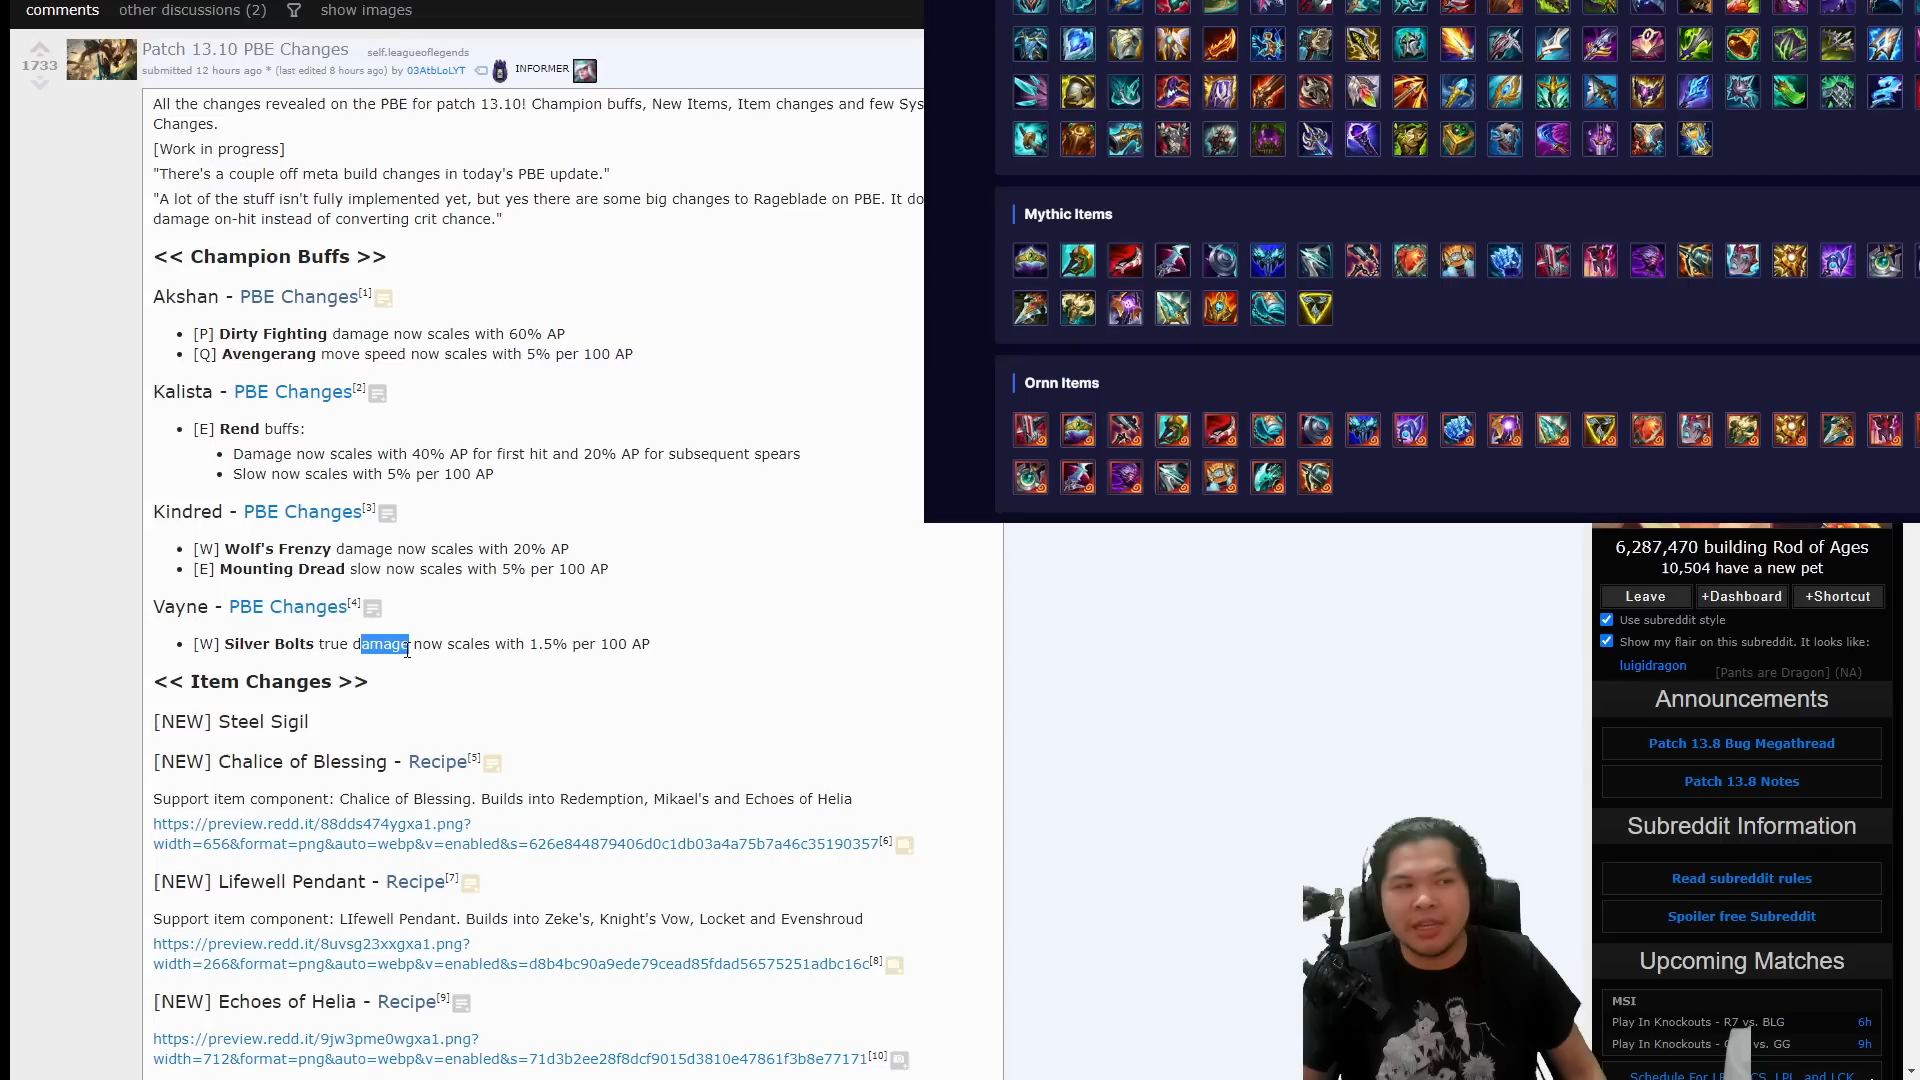 comments other discussions (2) show images
1733
Patch 13.10 PBE Changes self.leagueoflegends
submitted 12 hours ago * (last edited 8 hours ago) by 03AtbLoLYT INFORMER
All the changes revealed on the PBE for patch 13.10! Champion buffs, New Items, Item changes and few Sys
Changes.
[Work in progress]
"There's a couple off meta build changes in today's PBE update."
"A lot of the stuff isn't fully implemented yet, but yes there are some big changes to Rageblade on PBE. It do
damage on-hit instead of converting crit chance."
<< Champion Buffs >>
Akshan - PBE Changes[1]
• [P] Dirty Fighting damage now scales with 60% AP
• [Q] Avengerang move speed now scales with 5% per 100 AP
Kalista - PBE Changes[2]
• [E] Rend buffs:
• Damage now scales with 40% AP for first hit and 20% AP for subsequent spears
• Slow now scales with 5% per 100 AP
Kindred - PBE Changes[3]
• [W] Wolf's Frenzy damage now scales with 20% AP
• [E] Mounting Dread slow now scales with 5% per 100 AP
Vayne - PBE Changes[4]
• [W] Silver Bolts true damage now scales with 1.5% per 100 AP
<< Item Changes >>
[NEW] Steel Sigil
[NEW] Chalice of Blessing - Recipe[5]
Support item component: Chalice of Blessing. Builds into Redemption, Mikael's and Echoes of Helia
https://preview.redd.it/88dds474ygxa1.png?
width=656&format=png&auto=webp&v=enabled&s=626e844879406d0c1db03a4a75b7a46c35190357[6]
[NEW] Lifewell Pendant - Recipe[7]
Support item component: LIfewell Pendant. Builds into Zeke's, Knight's Vow, Locket and Evenshroud
https://preview.redd.it/8uvsg23xxgxa1.png?
width=266&format=png&auto=webp&v=enabled&s=d8b4bc90a9ede79cead85fdad56575251adbc16c[8]
[NEW] Echoes of Helia - Recipe[9]
https://preview.redd.it/9jw3pme0wgxa1.png?
width=712&format=png&auto=webp&v=enabled&s=71d3b2ee28f8dcf9015d3810e47861f3b8e77171[10]
Mythic Items
Ornn Items
6,287,470 building Rod of Ages
10,504 have a new pet
Leave +Dashboard +Shortcut
Use subreddit style
Show my flair on this subreddit. It looks like:
luigidragon [Pants are Dragon] (NA)
Announcements
Patch 13.8 Bug Megathread
Patch 13.8 Notes
Subreddit Information
Read subreddit rules
Spoiler free Subreddit
Upcoming Matches
MSI
Play In Knockouts - R7 vs. BLG 6h
Play In Knockouts - vs. GG 9h
Schedule For LPL, and LCK